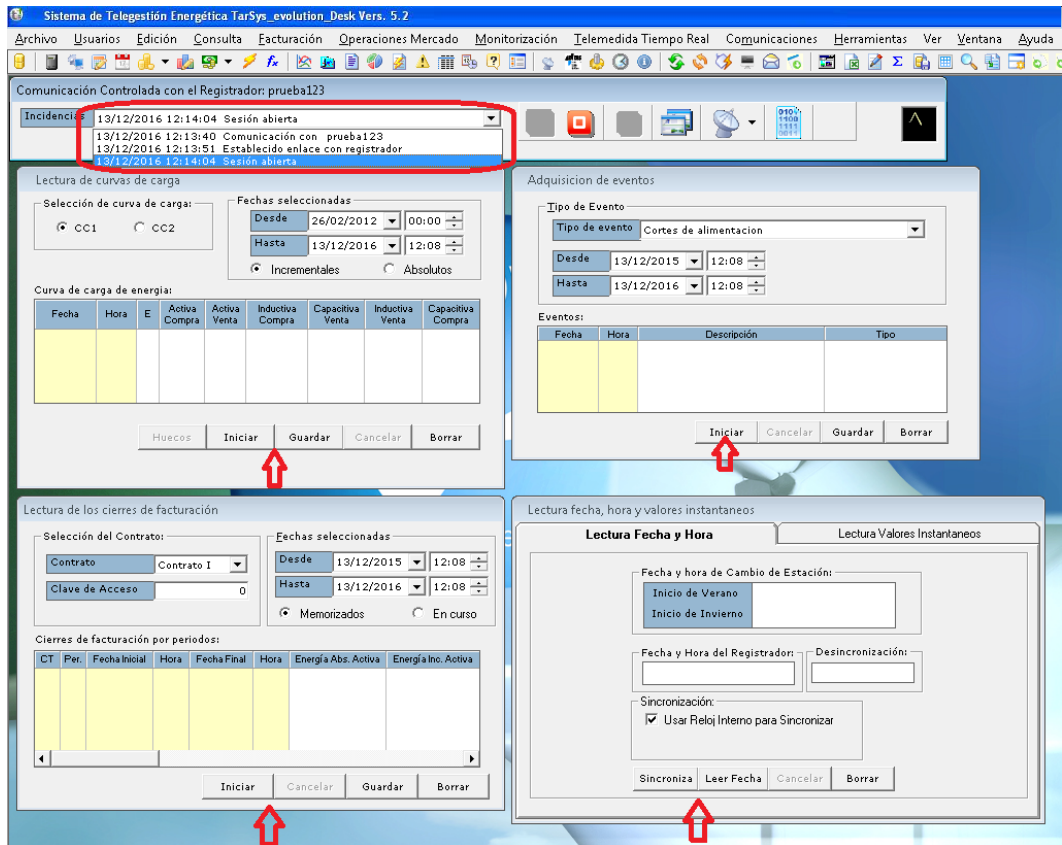 Sistema de Telegestión Energética TarSys_evolution_Desk Vers. 5.2
Archivo Usuarios Edición Consulta Facturación Operaciones Mercado Monitorización Telemedida Tiempo Real Comunicaciones Herramientas Ver Ventana Ayuda
Comunicación Controlada con el Registrador: prueba123
Incidencias 13/12/2016 12:14:04 Sesión abierta
13/12/2016 12:13:40 Comunicación con prueba123
13/12/2016 12:13:51 Establecido enlace con registrador
13/12/2016 12:14:04 Sesión abierta
Lectura de curvas de carga
Selección de curva de carga:
CC1 CC2
Fechas seleccionadas
Desde 26/02/2012 00:00
Hasta 13/12/2016 12:08
Incrementales Absolutos
Curva de carga de energia:
Fecha Hora E Activa Compra Activa Venta Inductiva Compra Capacitiva Venta Inductiva Venta Capacitiva Compra
Huecos Iniciar Guardar Cancelar Borrar
Adquisicion de eventos
Tipo de Evento
Tipo de evento Cortes de alimentacion
Desde 13/12/2015 12:08
Hasta 13/12/2016 12:08
Eventos:
Fecha Hora Descripción Tipo
Iniciar Cancelar Guardar Borrar
Lectura de los cierres de facturación
Selección del Contrato:
Contrato Contrato I
Clave de Acceso 0
Fechas seleccionadas
Desde 13/12/2015 12:08
Hasta 13/12/2016 12:08
Memorizados En curso
Cierres de facturación por periodos:
CT Per. Fecha Inicial Hora Fecha Final Hora Energía Abs. Activa Energía Inc. Activa
Iniciar Cancelar Guardar Borrar
Lectura fecha, hora y valores instantaneos
Lectura Fecha y Hora Lectura Valores Instantaneos
Fecha y hora de Cambio de Estación:
Inicio de Verano
Inicio de Invierno
Fecha y Hora del Registrador: Desincronización:
Sincronización:
Usar Reloj Interno para Sincronizar
Sincroniza Leer Fecha Cancelar Borrar